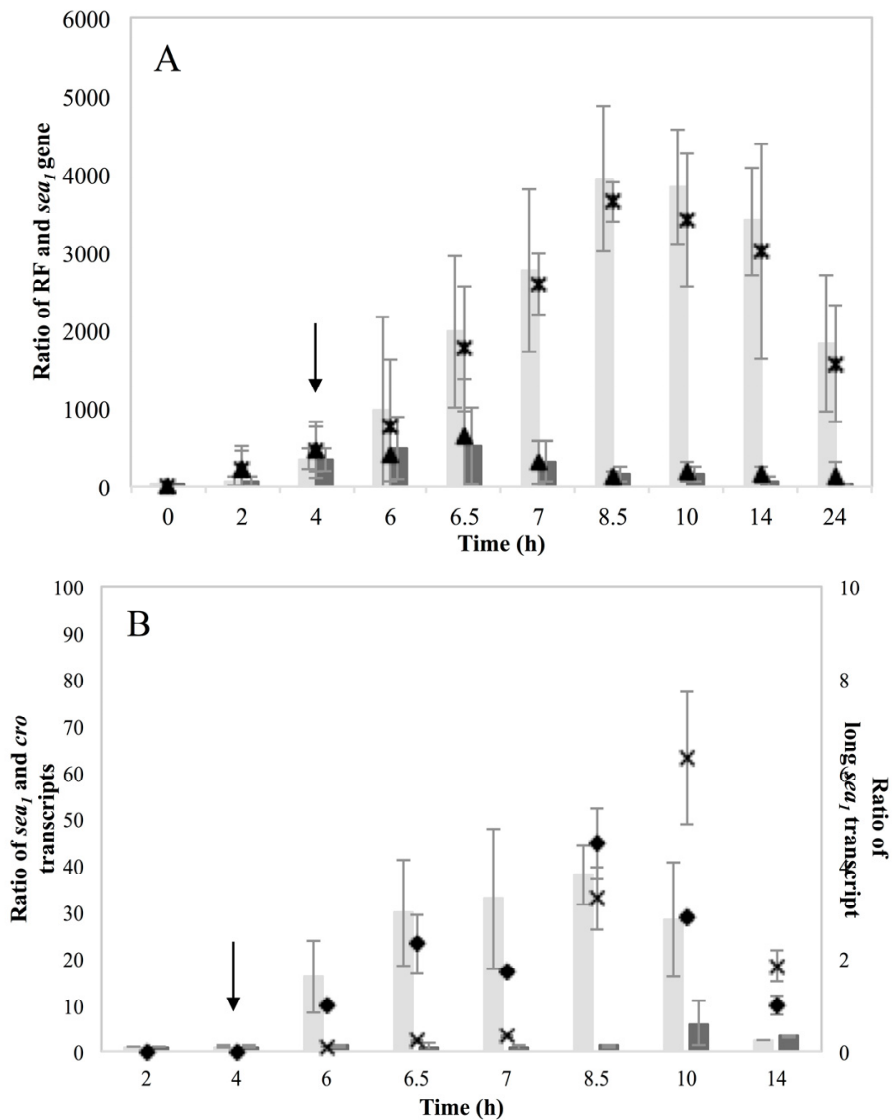 A
Ratio of RF and sea1 gene
6000
5000
4000
3000
2000
1000
0
0 2 4 6 6.5 7 8.5 10 14 24
Time (h)
B
Ratio of sea1 and cro
transcripts
100
90
80
70
60
50
40
30
20
10
0
10
8
6
4
2
0
Ratio of
long sea1 transcript
2 4 6 6.5 7 8.5 10 14
Time (h)